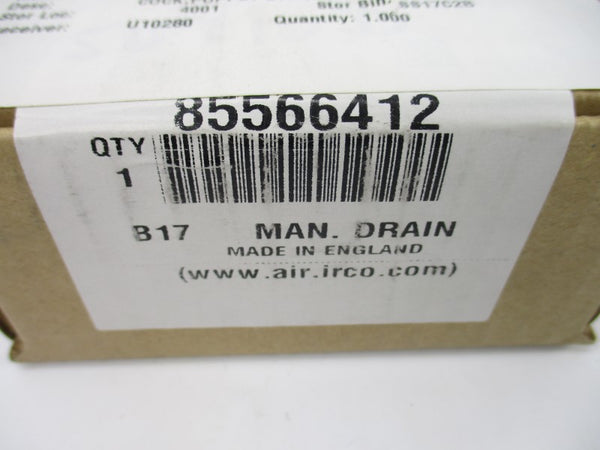 Desc:
4001
Stor Loc:
Stor Bin: SS17C2B
U10280
Quantity: 1.000
85566412
QTY
1
B17 MAN. DRAIN
MADE IN ENGLAND
(www.air.irco.com)